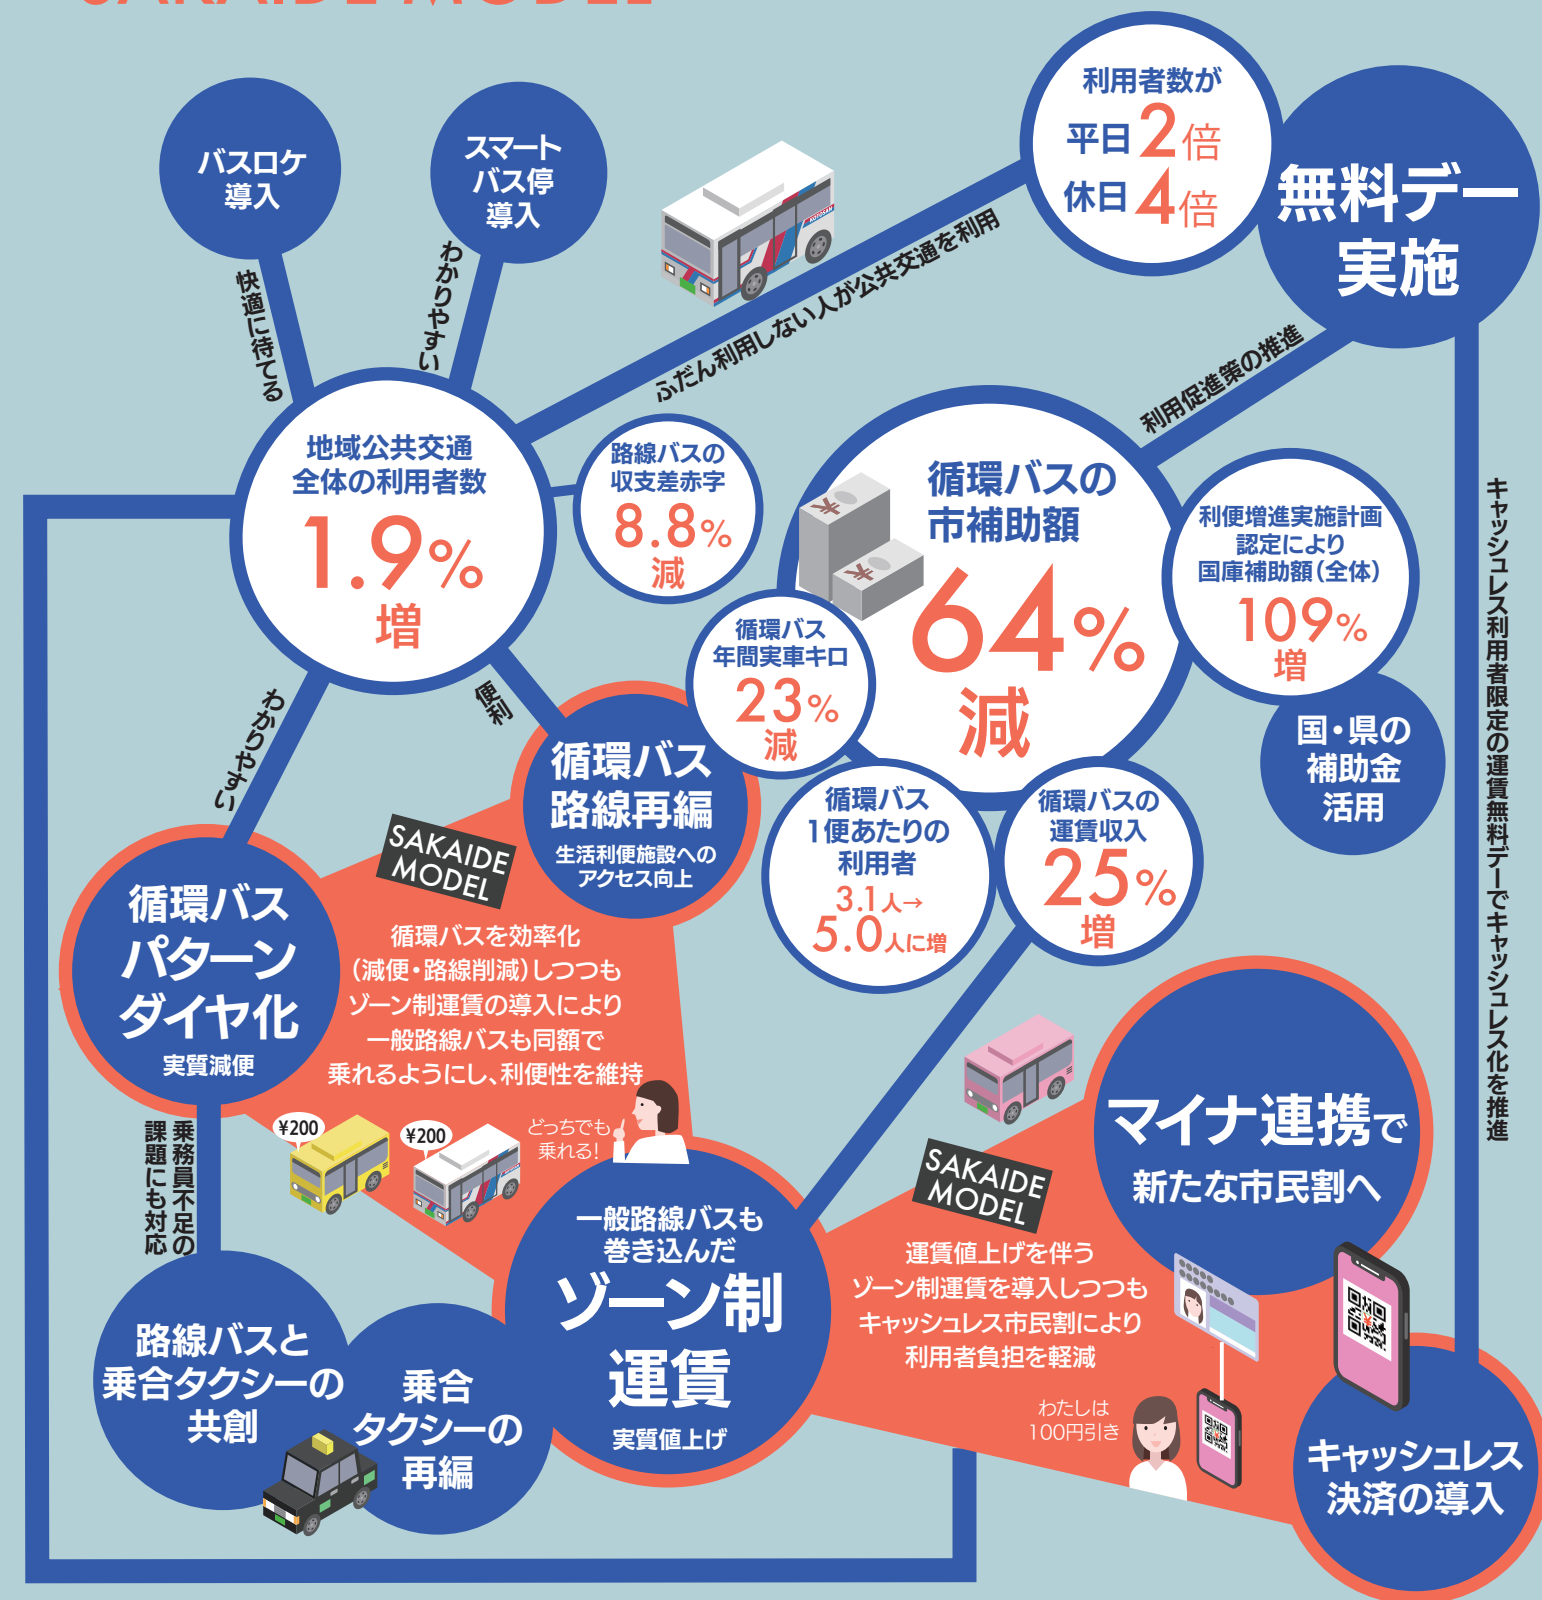 SAKAIDE MODEL
バスロケ
導入
スマート
バス停
導入
利用者数が
平日2倍
休日4倍
無料デー
実施
快適に待てる
わかりやすい
ふだん利用しない人が公共交通を利用
利用促進策の推進
地域公共交通
全体の利用者数
1.9%
増
路線バスの
収支差赤字
8.8%
減
循環バスの
市補助額
64%
減
利便増進実施計画
認定により
国庫補助額(全体)
109%
増
国・県の
補助金
活用
キャッシュレス利用者限定の運賃無料デーでキャッシュレス化を推進
循環バス
年間実車キロ
23%
減
わかりやすい
便利
循環バス
路線再編
生活利便施設への
アクセス向上
循環バス
1便あたりの
利用者
3.1人→
5.0人に増
循環バスの
運賃収入
25%
増
循環バス
パターン
ダイヤ化
実質減便
SAKAIDE
MODEL
循環バスを効率化
(減便・路線削減)しつつも
ゾーン制運賃の導入により
一般路線バスも同額で
乗れるようにし、利便性を維持
¥200
¥200
どっちでも
乗れる!
乗務員不足の
課題にも対応
路線バスと
乗合タクシーの
共創
乗合
タクシーの
再編
一般路線バスも
巻き込んだ
ゾーン制
運賃
実質値上げ
マイナ連携で
新たな市民割へ
SAKAIDE
MODEL
運賃値上げを伴う
ゾーン制運賃を導入しつつも
キャッシュレス市民割により
利用者負担を軽減
わたしは
100円引き
キャッシュレス
決済の導入